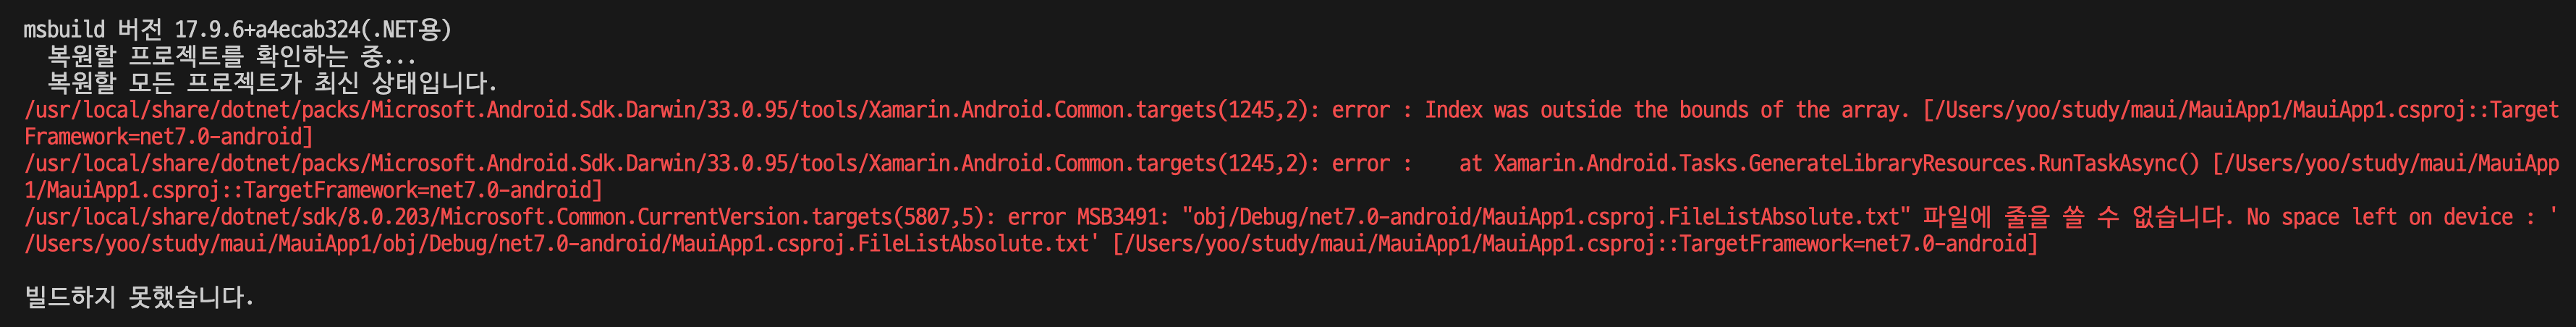 msbuild 버전 17.9.6+a4ecab324(.NET용)
  복원할 프로젝트를 확인하는 중...
  복원할 모든 프로젝트가 최신 상태입니다.
/usr/local/share/dotnet/packs/Microsoft.Android.Sdk.Darwin/33.0.95/tools/Xamarin.Android.Common.targets(1245,2): error : Index was outside the bounds of the array. [/Users/yoo/study/maui/MauiApp1/MauiApp1.csproj::Target
Framework=net7.0-android]
/usr/local/share/dotnet/packs/Microsoft.Android.Sdk.Darwin/33.0.95/tools/Xamarin.Android.Common.targets(1245,2): error :    at Xamarin.Android.Tasks.GenerateLibraryResources.RunTaskAsync() [/Users/yoo/study/maui/MauiApp
1/MauiApp1.csproj::TargetFramework=net7.0-android]
/usr/local/share/dotnet/sdk/8.0.203/Microsoft.Common.CurrentVersion.targets(5807,5): error MSB3491: "obj/Debug/net7.0-android/MauiApp1.csproj.FileListAbsolute.txt" 파일에 줄을 쓸 수 없습니다. No space left on device : '
/Users/yoo/study/maui/MauiApp1/obj/Debug/net7.0-android/MauiApp1.csproj.FileListAbsolute.txt' [/Users/yoo/study/maui/MauiApp1/MauiApp1.csproj::TargetFramework=net7.0-android]
빌드하지 못했습니다.